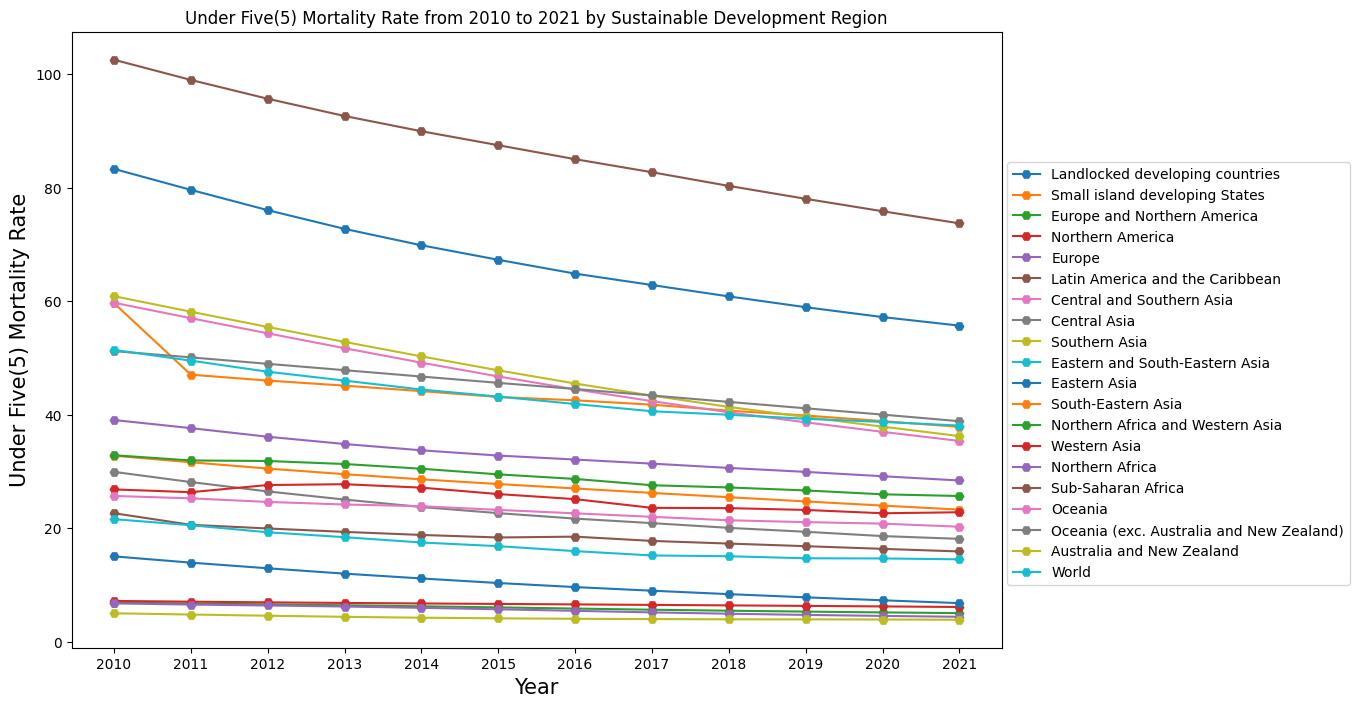 Under Five(5) Mortality Rate from 2010 to 2021 by Sustainable Development Region
Under Five(5) Mortality Rate
100
80
60
40
20
0
2010 2011 2012 2013 2014 2015 2016 2017 2018 2019 2020 2021
Year
Landlocked developing countries
Small island developing States
Europe and Northern America
Northern America
Europe
Latin America and the Caribbean
Central and Southern Asia
Central Asia
Southern Asia
Eastern and South-Eastern Asia
Eastern Asia
South-Eastern Asia
Northern Africa and Western Asia
Western Asia
Northern Africa
Sub-Saharan Africa
Oceania
Oceania (exc. Australia and New Zealand)
Australia and New Zealand
World